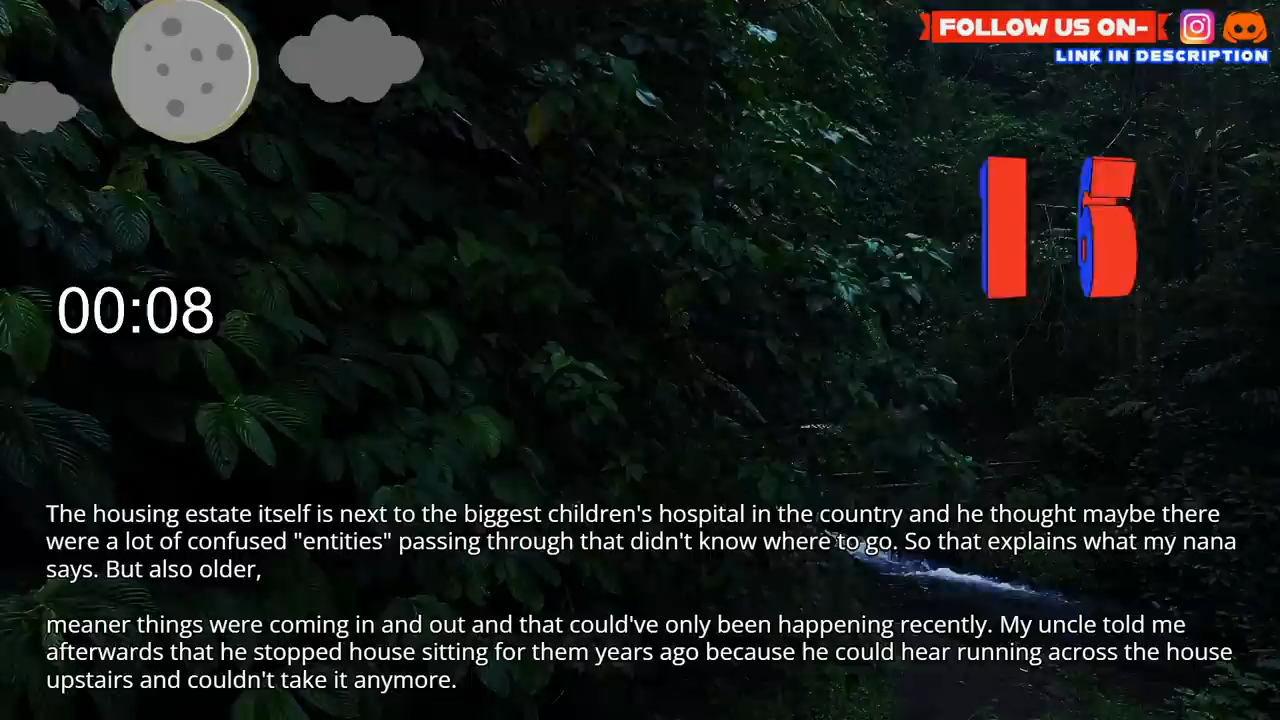 FOLLOW US ON-
LINK IN DESCRIPTION
15
00:08
The housing estate itself is next to the biggest children's hospital in the country and he thought maybe there
were a lot of confused "entities" passing through that didn't know where to go. So that explains what my nana
says. But also older,
meaner things were coming in and out and that could've only been happening recently. My uncle told me
afterwards that he stopped house sitting for them years ago because he could hear running across the house
upstairs and couldn't take it anymore.